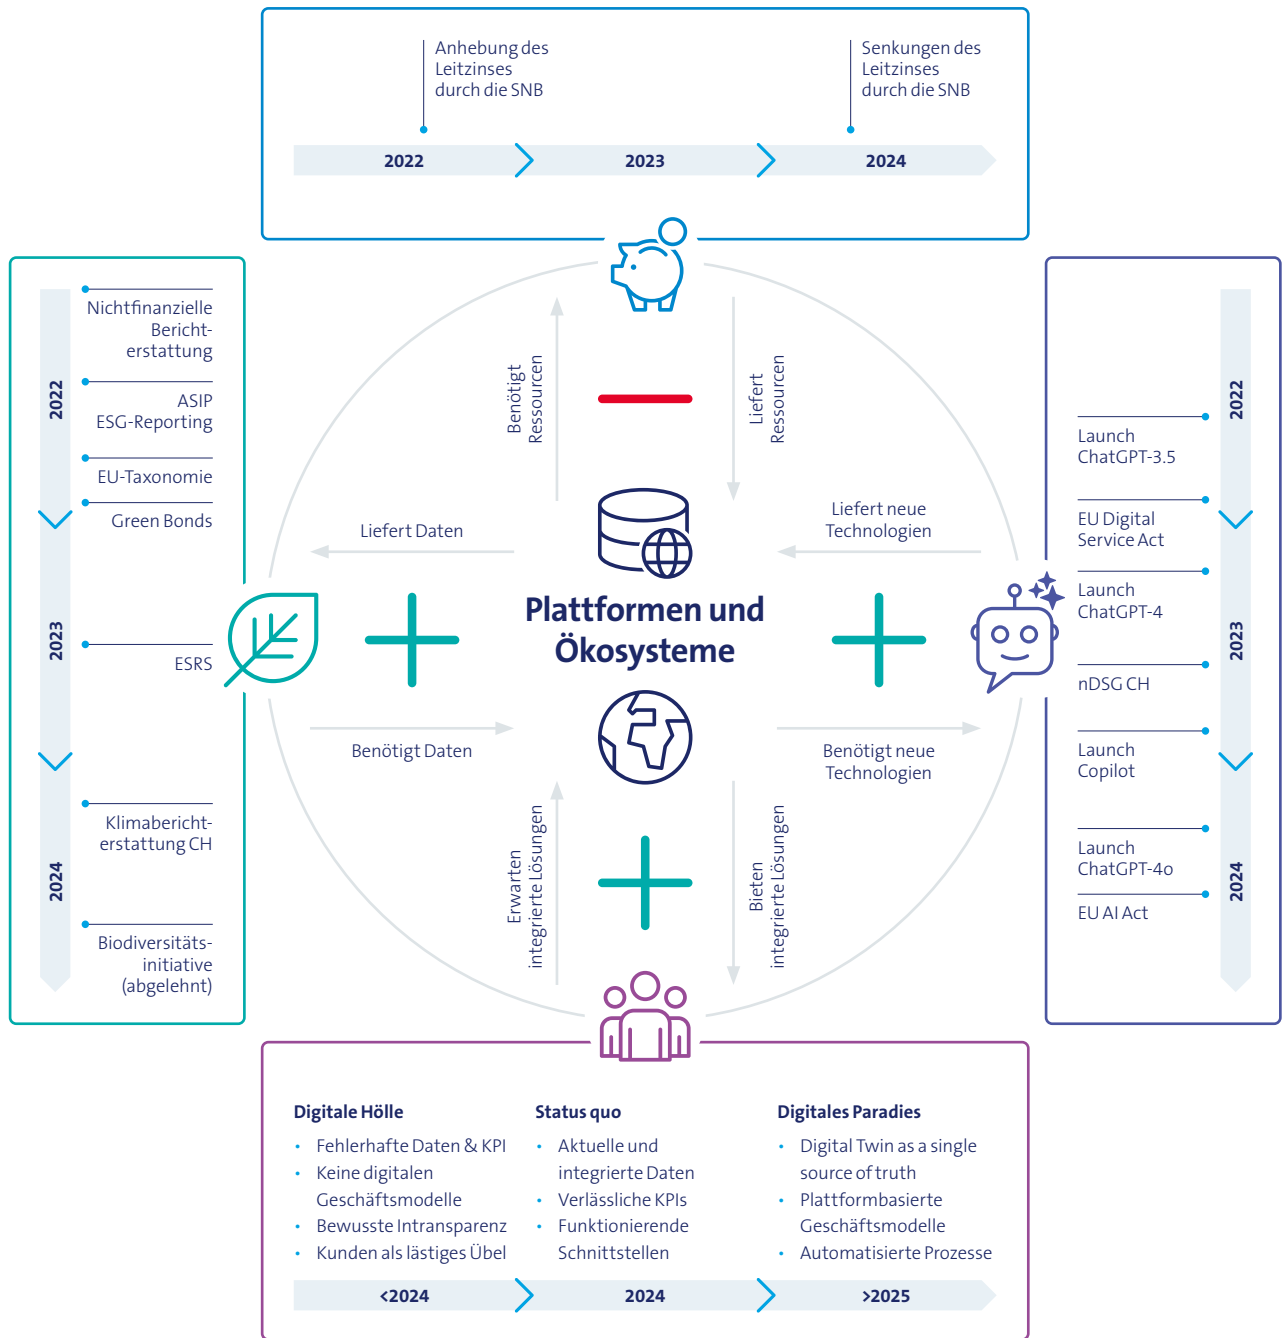 Anhebung des
Leitzinses
durch die SNB
Senkungen des
Leitzinses
durch die SNB
2022
2023
2024
Nichtfinanzielle
Bericht-
erstattung
ASIP
ESG-Reporting
EU-Taxonomie
Green Bonds
ESRS
Klimabericht-
erstattung CH
Biodiversitäts-
initiative
(abgelehnt)
2022
2023
2024
Benötigt
Ressourcen
Liefert
Ressourcen
Liefert Daten
Liefert neue
Technologien
Plattformen und
Ökosysteme
Benötigt Daten
Benötigt neue
Technologien
Erwarten
integrierte Lösungen
Bieten
integrierte Lösungen
Launch
ChatGPT-3.5
EU Digital
Service Act
Launch
ChatGPT-4
nDSG CH
Launch
Copilot
Launch
ChatGPT-4o
EU AI Act
2022
2023
2024
Digitale Hölle
• Fehlerhafte Daten & KPI
• Keine digitalen
Geschäftsmodelle
• Bewusste Intransparenz
• Kunden als lästiges Übel
Status quo
• Aktuelle und
integrierte Daten
• Verlässliche KPIs
• Funktionierende
Schnittstellen
Digitales Paradies
• Digital Twin as a single
source of truth
• Plattformbasierte
Geschäftsmodelle
• Automatisierte Prozesse
<2024
2024
>2025